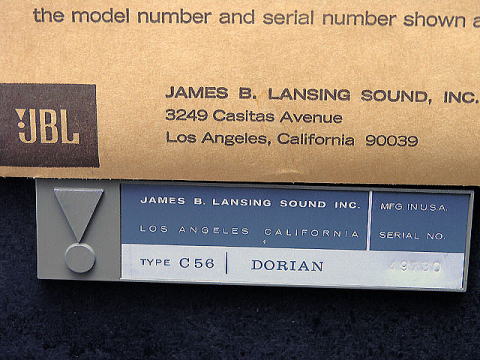 the model number and serial number shown
JBL
JAMES B. LANSING SOUND, INC.
3249 Casitas Avenue
Los Angeles, California 90039
JAMES B. LANSING SOUND INC.
LOS ANGELES CALIFORNIA
MFG. IN U.S.A.
SERIAL NO.
TYPE C56 DORIAN